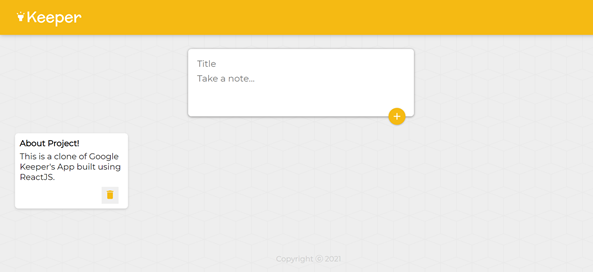 Keeper
Title
Take a note...
+
About Project!
This is a clone of Google
Keeper's App built using
ReactJS.
Copyright ⓒ 2021